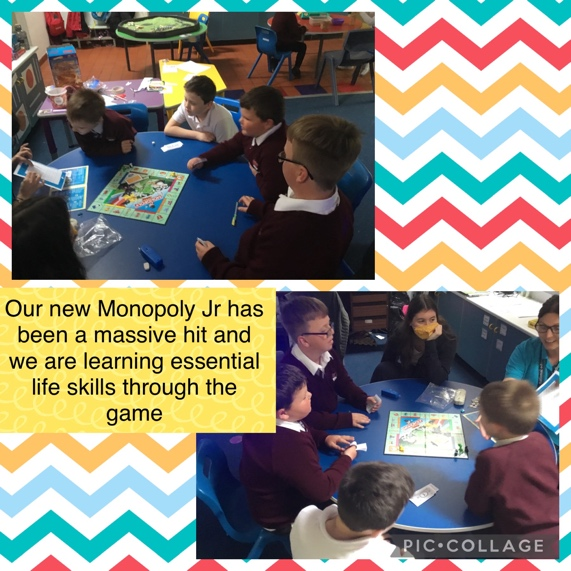 Our new Monopoly Jr has
been a massive hit and
we are learning essential
life skills through the
game
PIC•COLLAGE